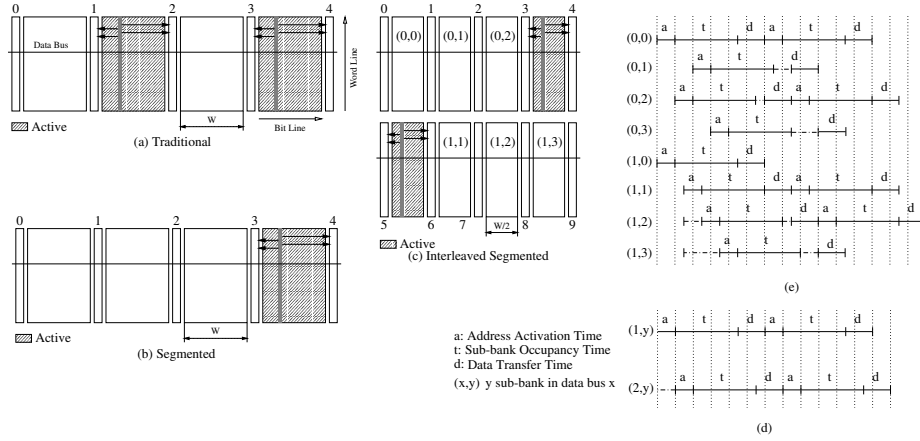 0 1 2 3 4
Data Bus
W
Bit Line
Word Line
Active
(a) Traditional
0 1 2 3 4
W
Active
(b) Segmented
0 1 2 3 4
(0,0) (0,1) (0,2)
(1,1) (1,2) (1,3)
5 6 7 8 9
W/2
Active
(c) Interleaved Segmented
a: Address Activation Time
t: Sub-bank Occupancy Time
d: Data Transfer Time
(x,y) y sub-bank in data bus x
a t d a t d
(0,0)
a t d
(0,1)
a t d a t d
(0,2)
a t d
(0,3)
a t d
(1,0)
a t d a t d
(1,1)
a t d a t d
(1,2)
a t d
(1,3)
(e)
a t d a t d
(1,y)
a t d a t d
(2,y)
(d)